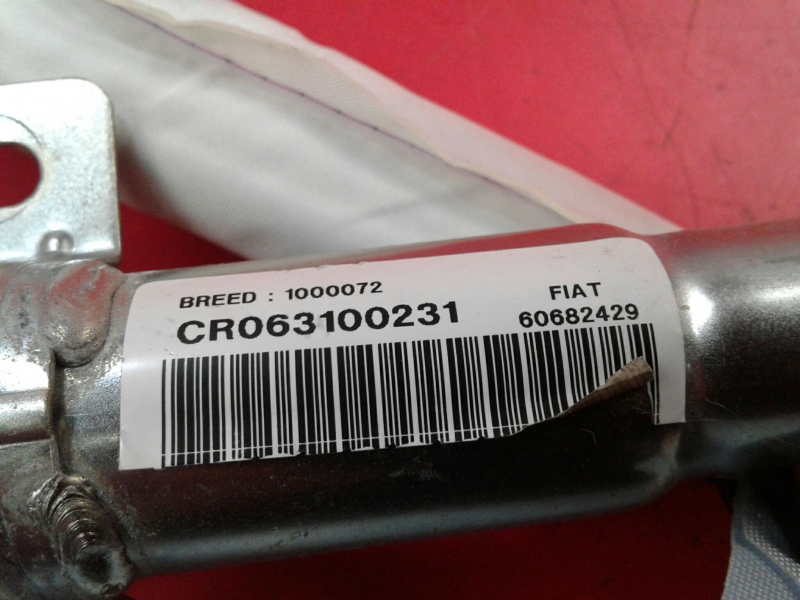 BREED : 1000072
CR063100231
FIAT
60682429